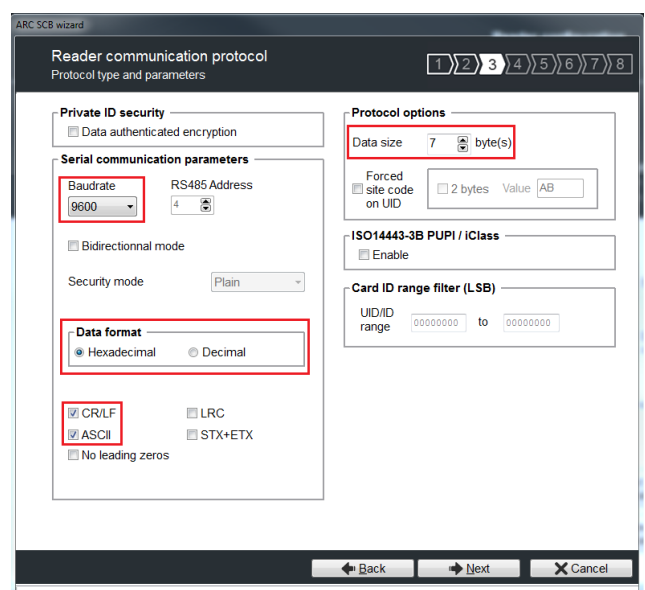 ARC SCB wizard
Reader communication protocol
Protocol type and parameters
1 2 3 4 5 6 7 8
Private ID security
Data authenticated encryption
Serial communication parameters
Baudrate RS485 Address
9600 4
Bidirectionnal mode
Security mode Plain
Data format
Hexadecimal Decimal
CR/LF LRC
ASCII STX+ETX
No leading zeros
Protocol options
Data size 7 byte(s)
Forced
site code 2 bytes Value AB
on UID
ISO14443-3B PUPI / iClass
Enable
Card ID range filter (LSB)
UID/ID
range 00000000 to 00000000
Back Next Cancel